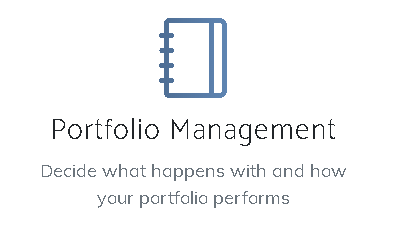 Portfolio Management
Decide what happens with and how
your portfolio performs